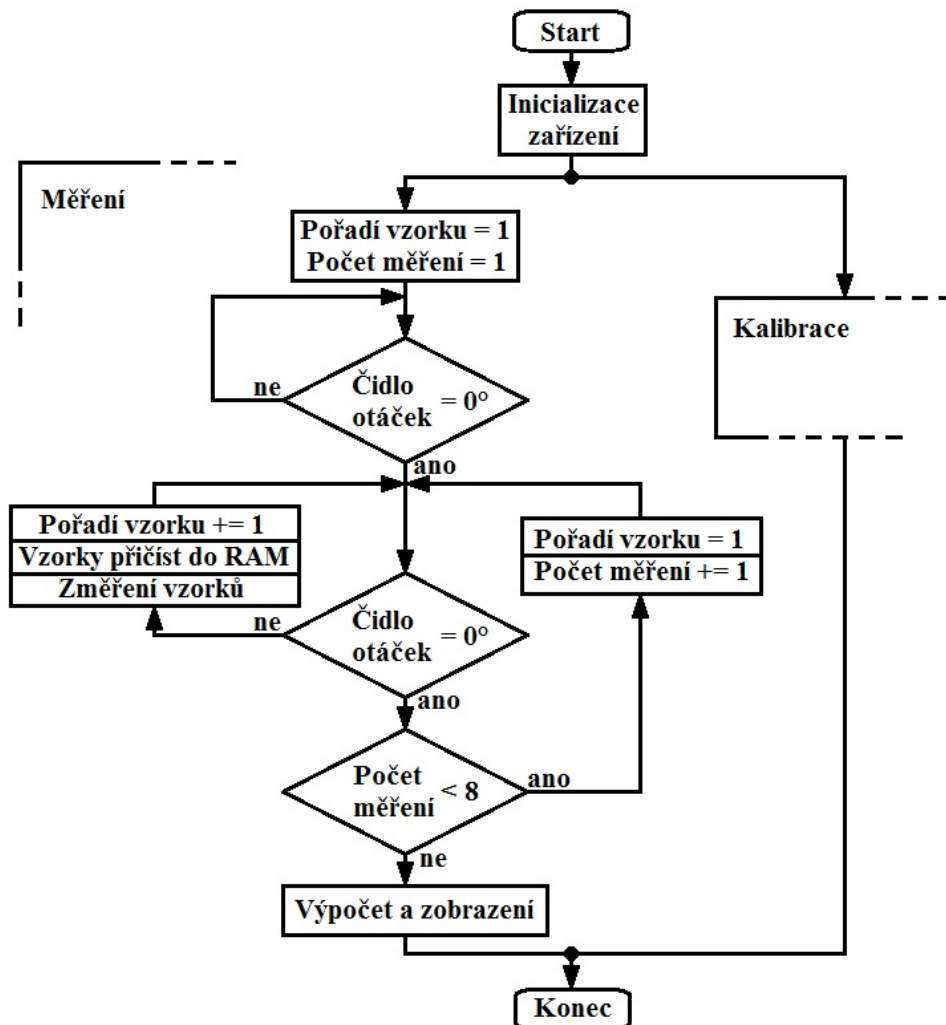 Start
Inicializace
zařízení
Měření
Pořadí vzorku = 1
Počet měření = 1
Kalibrace
ne
Čidlo
otáček = 0°
ano
Pořadí vzorku += 1
Vzorky přičíst do RAM
Změření vzorků
Pořadí vzorku = 1
Počet měření += 1
ne
Čidlo
otáček = 0°
ano
Počet
měření < 8
ano
ne
Výpočet a zobrazení
Konec